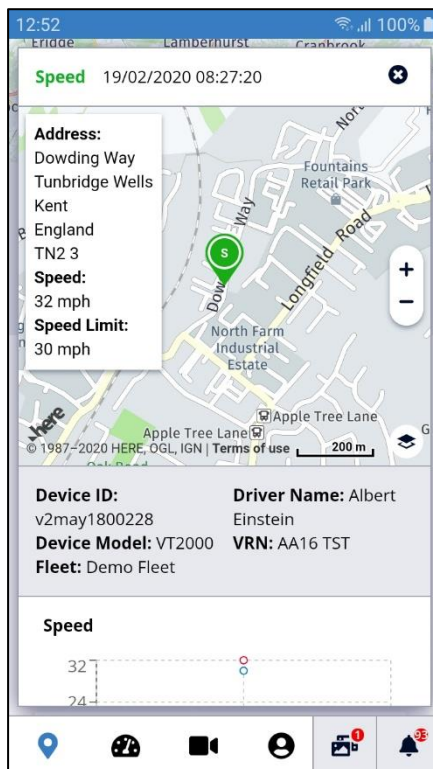 12:52
100%
Eridge
Lamberhurst
Cranbrook
Speed 19/02/2020 08:27:20
Address:
Dowding Way
Tunbridge Wells
Kent
England
TN2 3
Speed:
32 mph
Speed Limit:
30 mph
Fountains
Retail Park
Way
Longfield Road
S
North Farm
Industrial
Estate
+
−
here
Apple Tree Lane
Apple Tree Lane
© 1987–2020 HERE, OGL, IGN | Terms of use
200 m
Device ID:
v2may1800228
Device Model: VT2000
Fleet: Demo Fleet
Driver Name: Albert
Einstein
VRN: AA16 TST
Speed
32
24
1
93